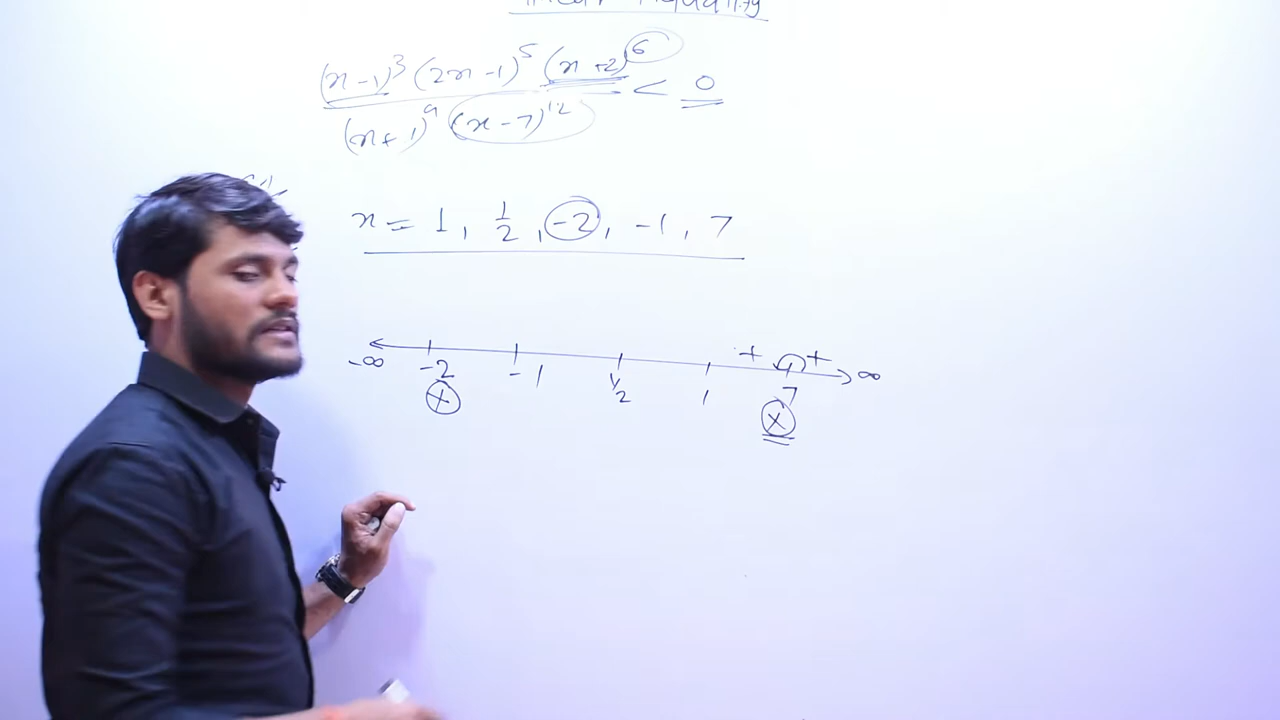 (x-1)³ (2x-1)⁵ (x+2)⁶ < 0
(x+1)⁹ (x-7)¹²
x = 1, 1/2, -2, -1, 7
+ +
-∞ -2 -1 1/2 1 7 ∞
x x